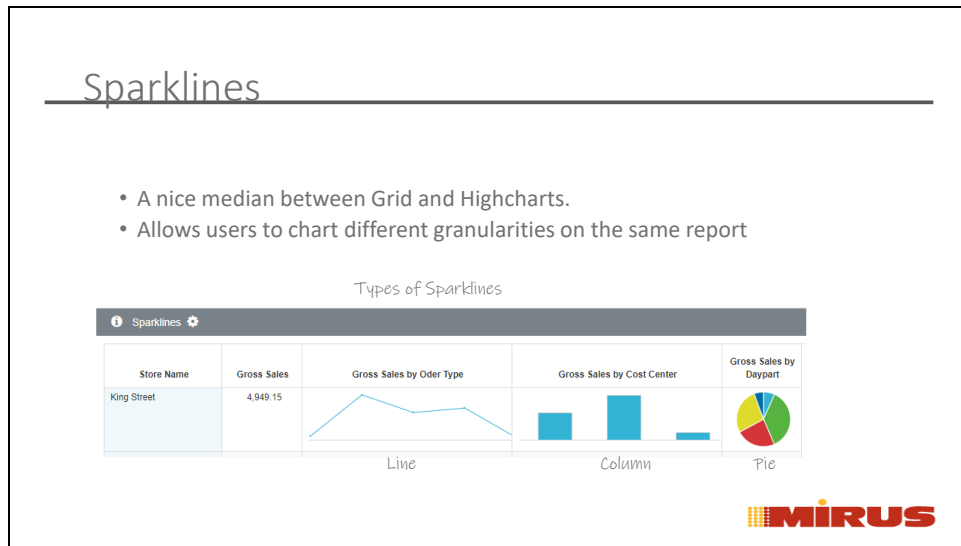 Sparklines
• A nice median between Grid and Highcharts.
• Allows users to chart different granularities on the same report
Types of Sparklines
Sparklines
Store Name
Gross Sales
Gross Sales by Oder Type
Gross Sales by Cost Center
Gross Sales by
Daypart
King Street
4,949.15
Line
Column
Pie
MiRUS